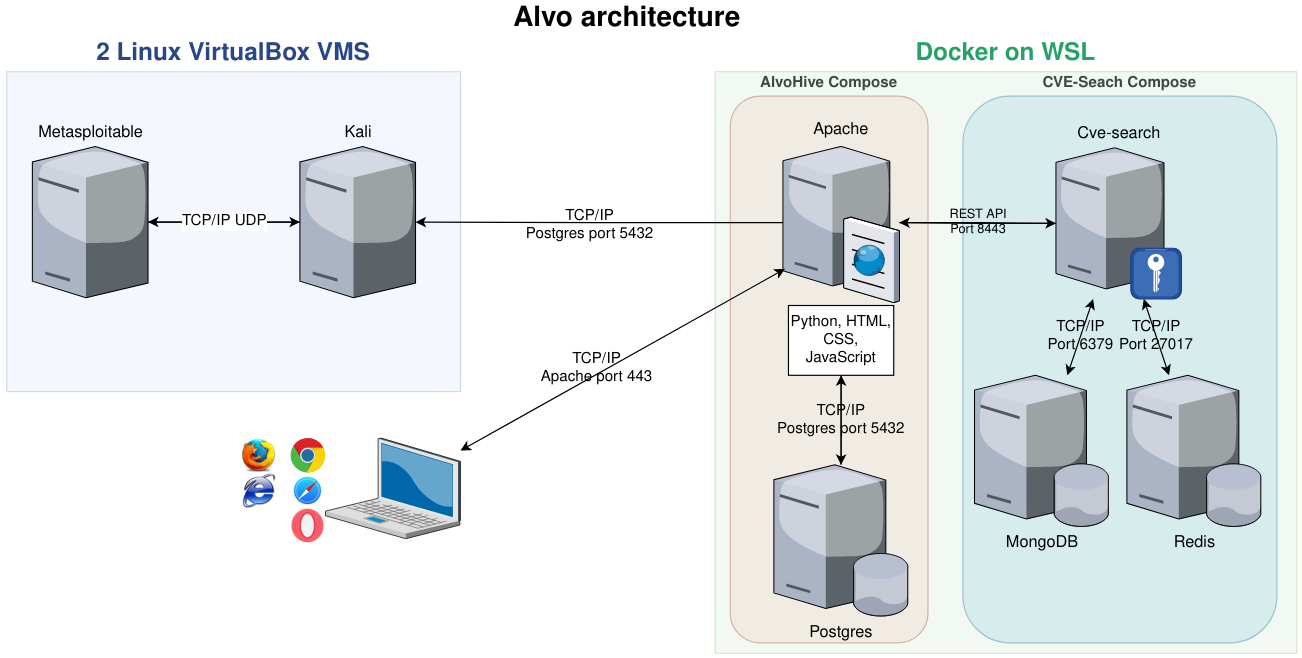 Alvo architecture
2 Linux VirtualBox VMS
Docker on WSL
AlvoHive Compose
CVE-Seach Compose
Metasploitable
Kali
Apache
Cve-search
TCP/IP UDP
TCP/IP
Postgres port 5432
REST API
Port 8443
Python, HTML,
CSS,
JavaScript
TCP/IP
Port 6379
TCP/IP
Port 27017
TCP/IP
Apache port 443
TCP/IP
Postgres port 5432
MongoDB
Redis
Postgres